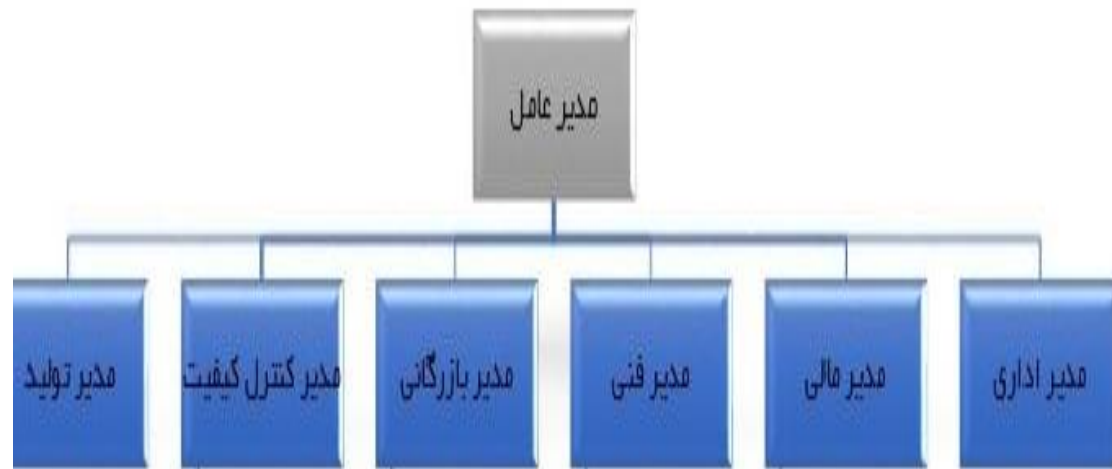 مدیر عامل
مدیر اداری
مدیر مالی
مدیر فنی
مدیر بازرگانی
مدیر کنترل کیفیت
مدیر تولید